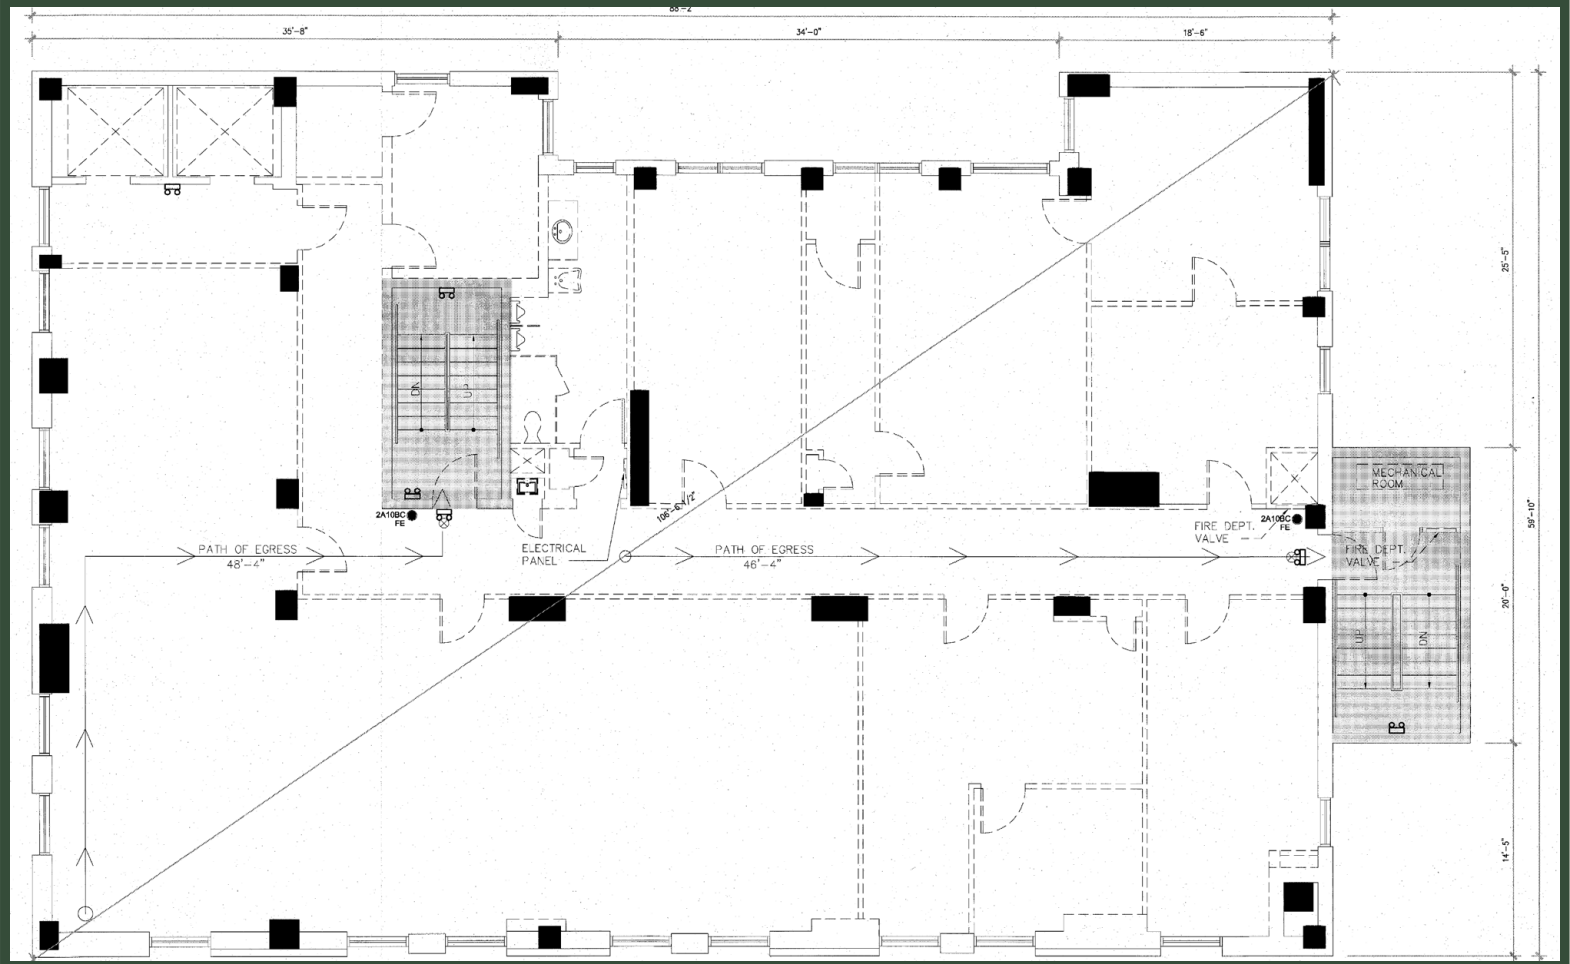 88'-2"
35'-8"
34'-0"
18'-6"
25'-5"
59'-10"
20'-0"
14'-5"
DN
UP
MECHANICAL
ROOM
106'-6 1/2"
2A10BC
FE
FIRE DEPT.
VALVE
2A10BC
FE
PATH OF EGRESS
48'-4"
ELECTRICAL
PANEL
PATH OF EGRESS
46'-4"
FIRE DEPT.
VALVE
UP
DN